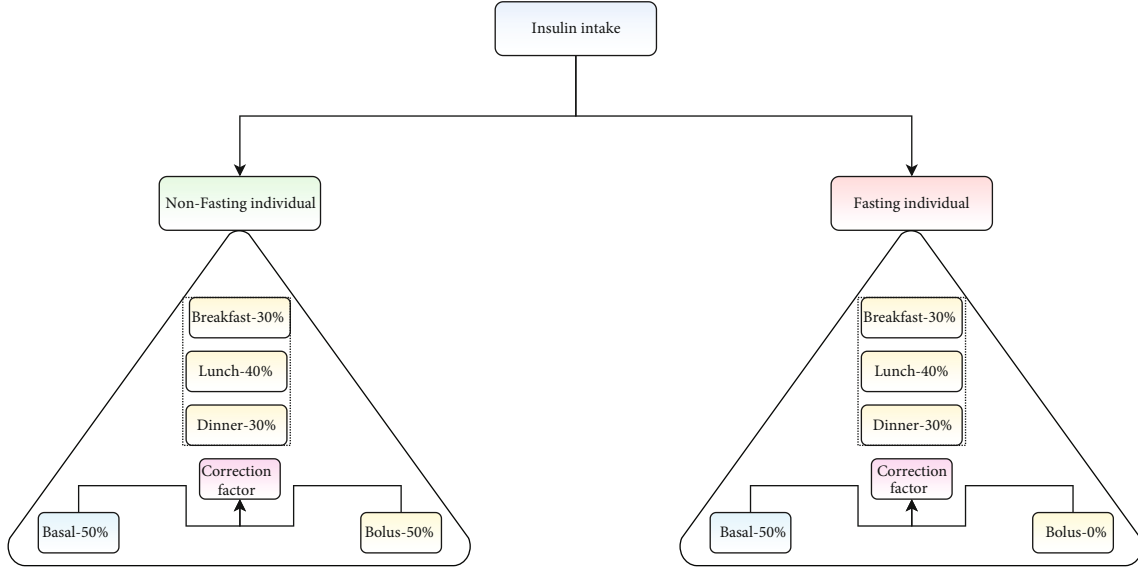 Insulin intake
Non-Fasting individual
Breakfast-30%
Lunch-40%
Dinner-30%
Correction
factor
Basal-50%
Bolus-50%
Fasting individual
Breakfast-30%
Lunch-40%
Dinner-30%
Correction
factor
Basal-50%
Bolus-0%